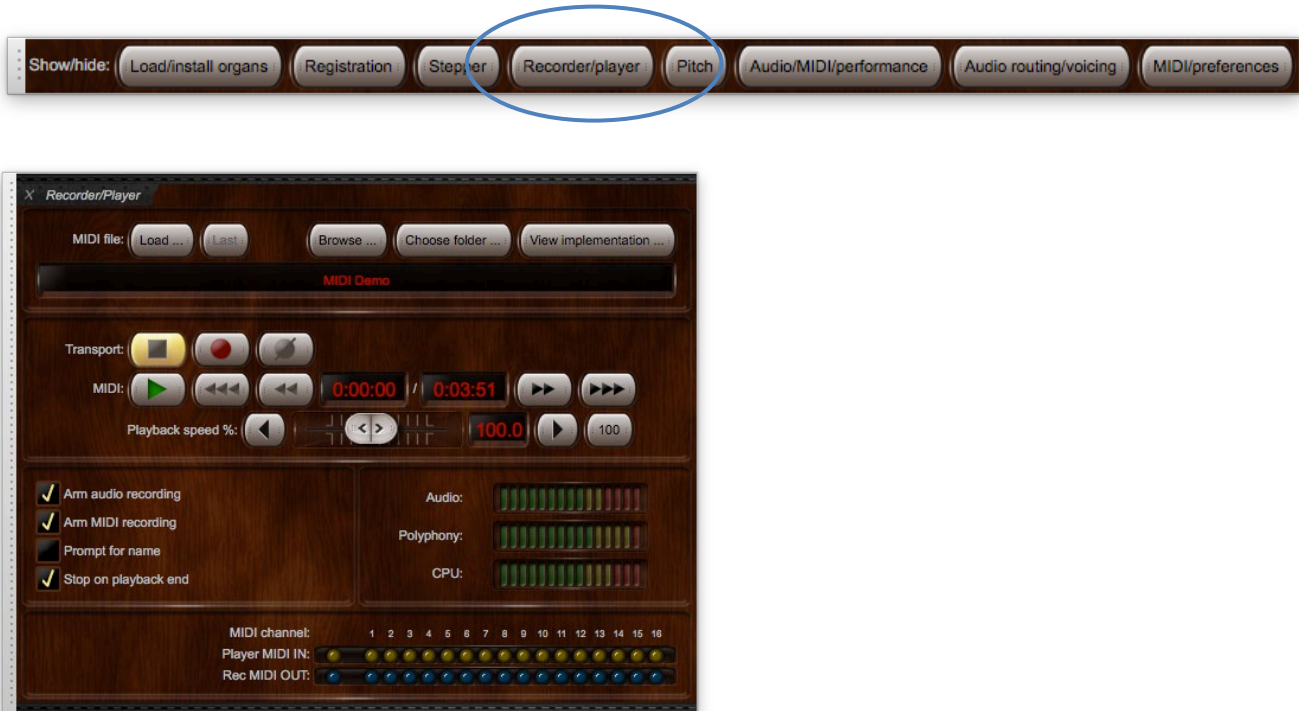 Show/hide: Load/install organs Registration Stepper Recorder/player Pitch Audio/MIDI/performance Audio routing/voicing MIDI/preferences
X Recorder/Player
MIDI file: Load ... Last Browse ... Choose folder ... View implementation ...
MIDI Demo
Transport:
MIDI: 0:00:00 / 0:03:51
Playback speed %: 100.0 100
Arm audio recording
Arm MIDI recording
Prompt for name
Stop on playback end
Audio:
Polyphony:
CPU:
MIDI channel: 1 2 3 4 5 6 7 8 9 10 11 12 13 14 15 16
Player MIDI IN:
Rec MIDI OUT: